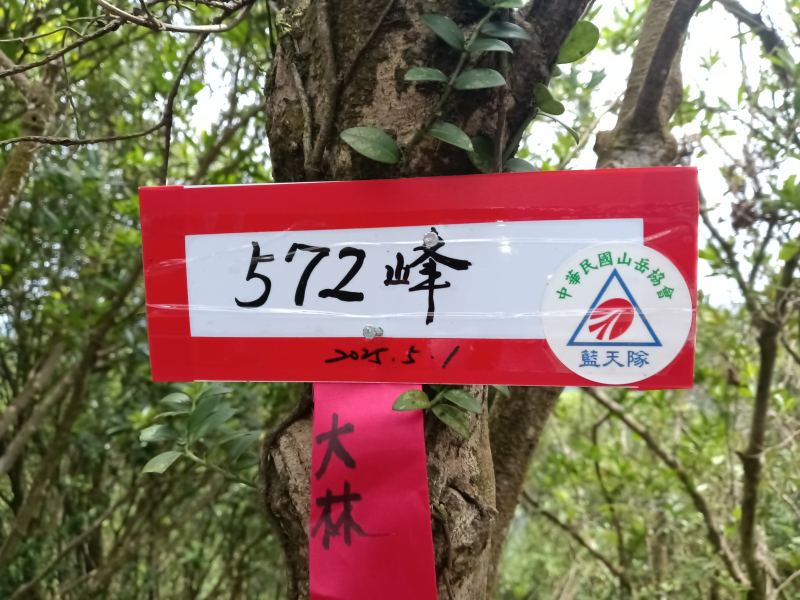 572峰
中華民國山岳協會
藍天隊
2025.5.1
大
林